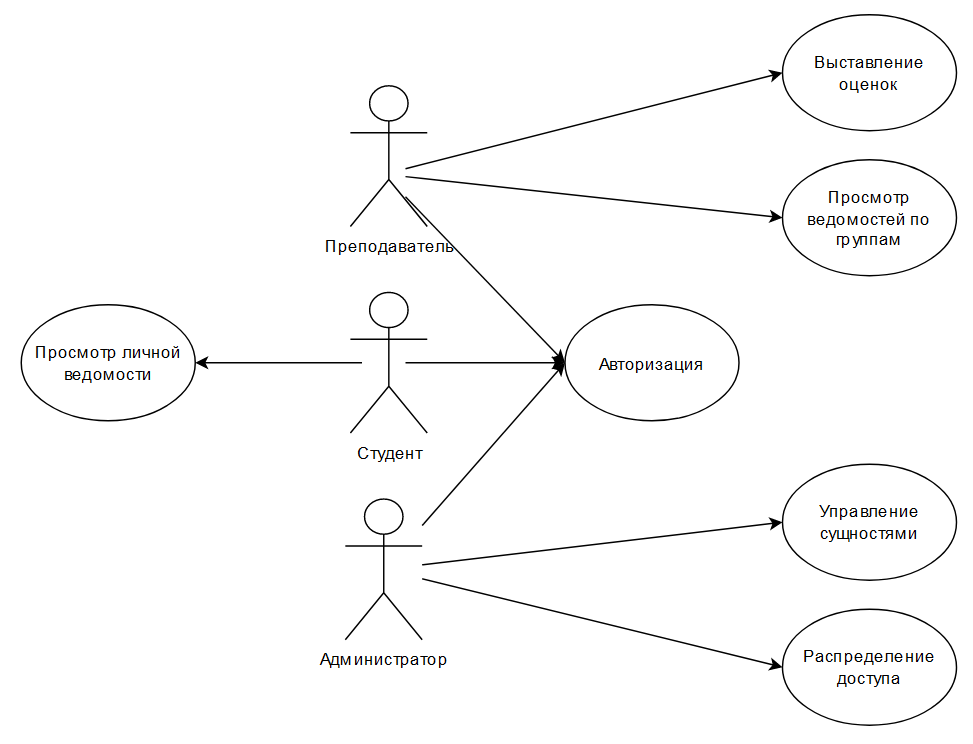 Выставление
оценок
Просмотр
ведомостей по
группам
Преподаватель
Просмотр личной
ведомости
Авторизация
Студент
Управление
сущностями
Администратор
Распределение
доступа